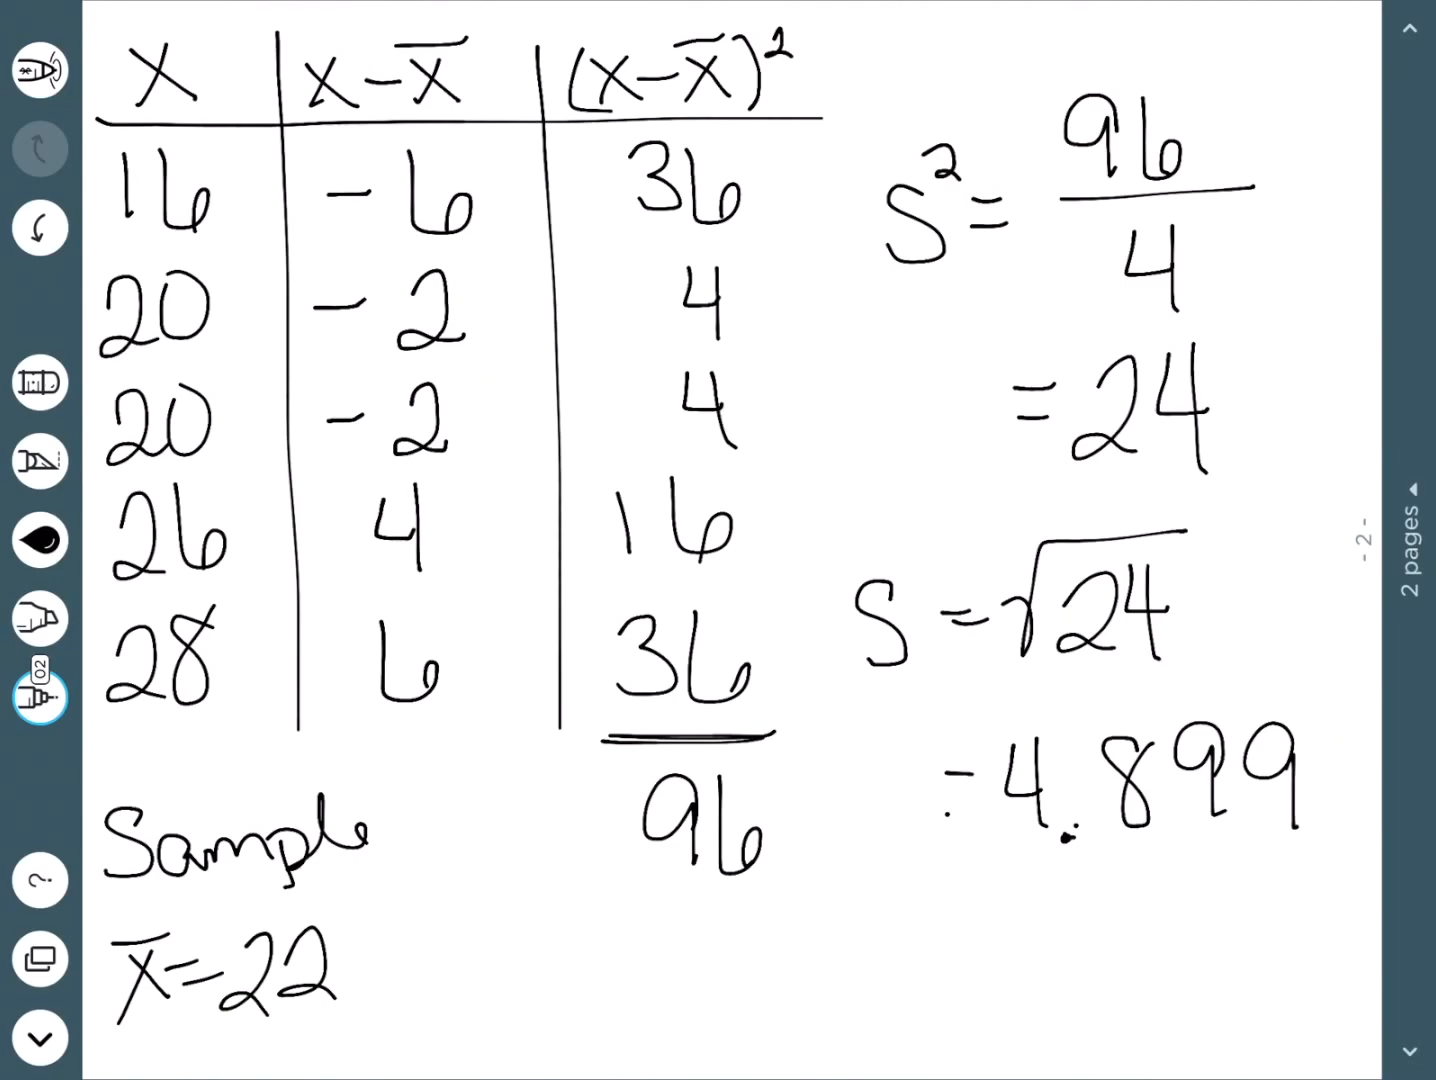 x | x - x̄ | (x - x̄)²
16 | - 6 | 36
20 | - 2 | 4
20 | - 2 | 4
26 | 4 | 16
28 | 6 | 36
96
Sample
x̄ = 22
S² = 96/4
= 24
S = √24
= 4.899
- 2 -
2 pages
02
?